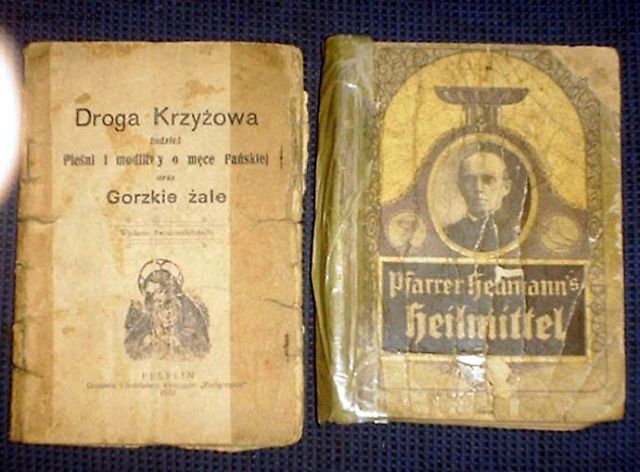 Droga Krzyżowa
tudzież
Pieśni i modlitwy o męce Pańskiej
oraz
Gorzkie żale
PELPLIN
Pfarrer Heumann's
Heilmittel